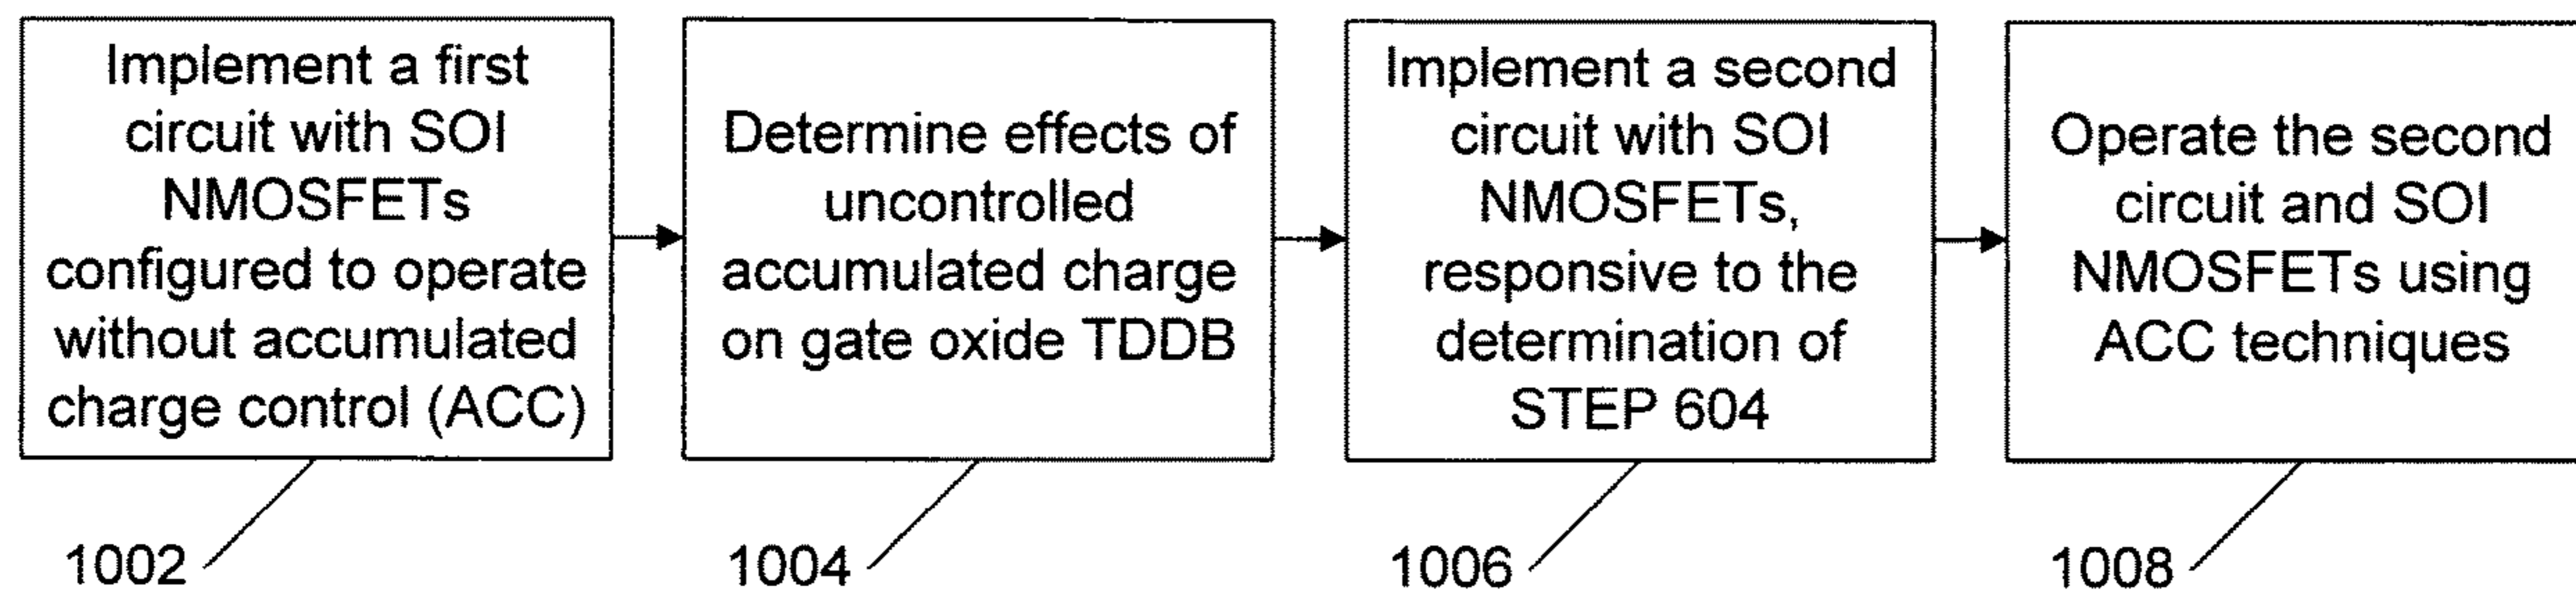 Implement a first
circuit with SOI
NMOSFETs
configured to operate
without accumulated
charge control (ACC)
Determine effects of
uncontrolled
accumulated charge
on gate oxide TDDB
Implement a second
circuit with SOI
NMOSFETs,
responsive to the
determination of
STEP 604
Operate the second
circuit and SOI
NMOSFETs using
ACC techniques
1002
1004
1006
1008